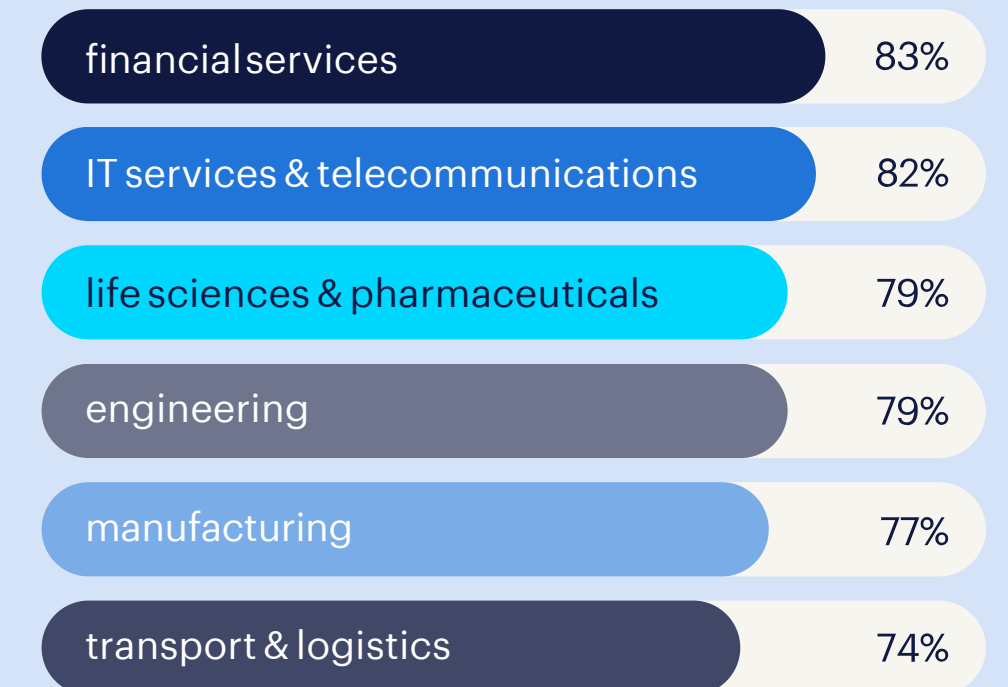 financial services
83%
IT services & telecommunications
82%
life sciences & pharmaceuticals
79%
engineering
79%
manufacturing
77%
transport & logistics
74%